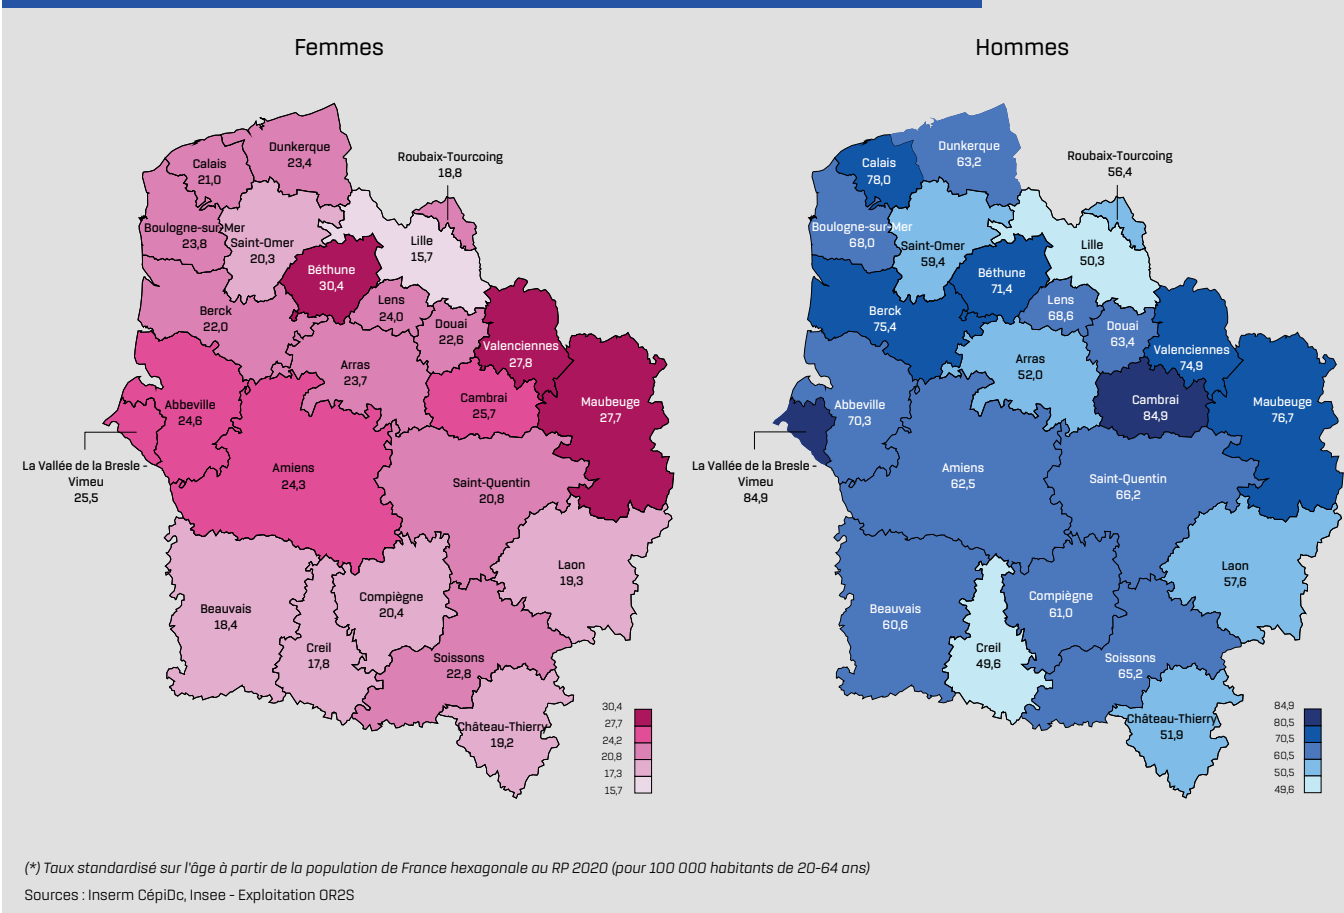 Femmes
Dunkerque
23,4
Calais
21,0
Roubaix-Tourcoing
18,8
Boulogne-sur-Mer
23,8
Saint-Omer
20,3
Lille
15,7
Béthune
30,4
Berck
22,0
Lens
24,0
Douai
22,6
Valenciennes
27,8
Arras
23,7
Cambrai
25,7
Maubeuge
27,7
Abbeville
24,6
La Vallée de la Bresle -
Vimeu
25,5
Amiens
24,3
Saint-Quentin
20,8
Laon
19,3
Beauvais
18,4
Compiègne
20,4
Creil
17,8
Soissons
22,8
Château-Thierry
19,2
30,4
27,7
24,2
20,8
17,3
15,7
Hommes
Dunkerque
63,2
Calais
78,0
Roubaix-Tourcoing
56,4
Boulogne-sur-Mer
68,0
Saint-Omer
59,4
Lille
50,3
Béthune
71,4
Berck
75,4
Lens
68,6
Douai
63,4
Valenciennes
74,9
Arras
52,0
Cambrai
84,9
Maubeuge
76,7
Abbeville
70,3
La Vallée de la Bresle -
Vimeu
84,9
Amiens
62,5
Saint-Quentin
66,2
Laon
57,6
Beauvais
60,6
Compiègne
61,0
Creil
49,6
Soissons
65,2
Château-Thierry
51,9
84,9
80,5
70,5
60,5
50,5
49,6
(*) Taux standardisé sur l'âge à partir de la population de France hexagonale au RP 2020 (pour 100 000 habitants de 20-64 ans)
Sources : Inserm CépiDc, Insee - Exploitation OR2S